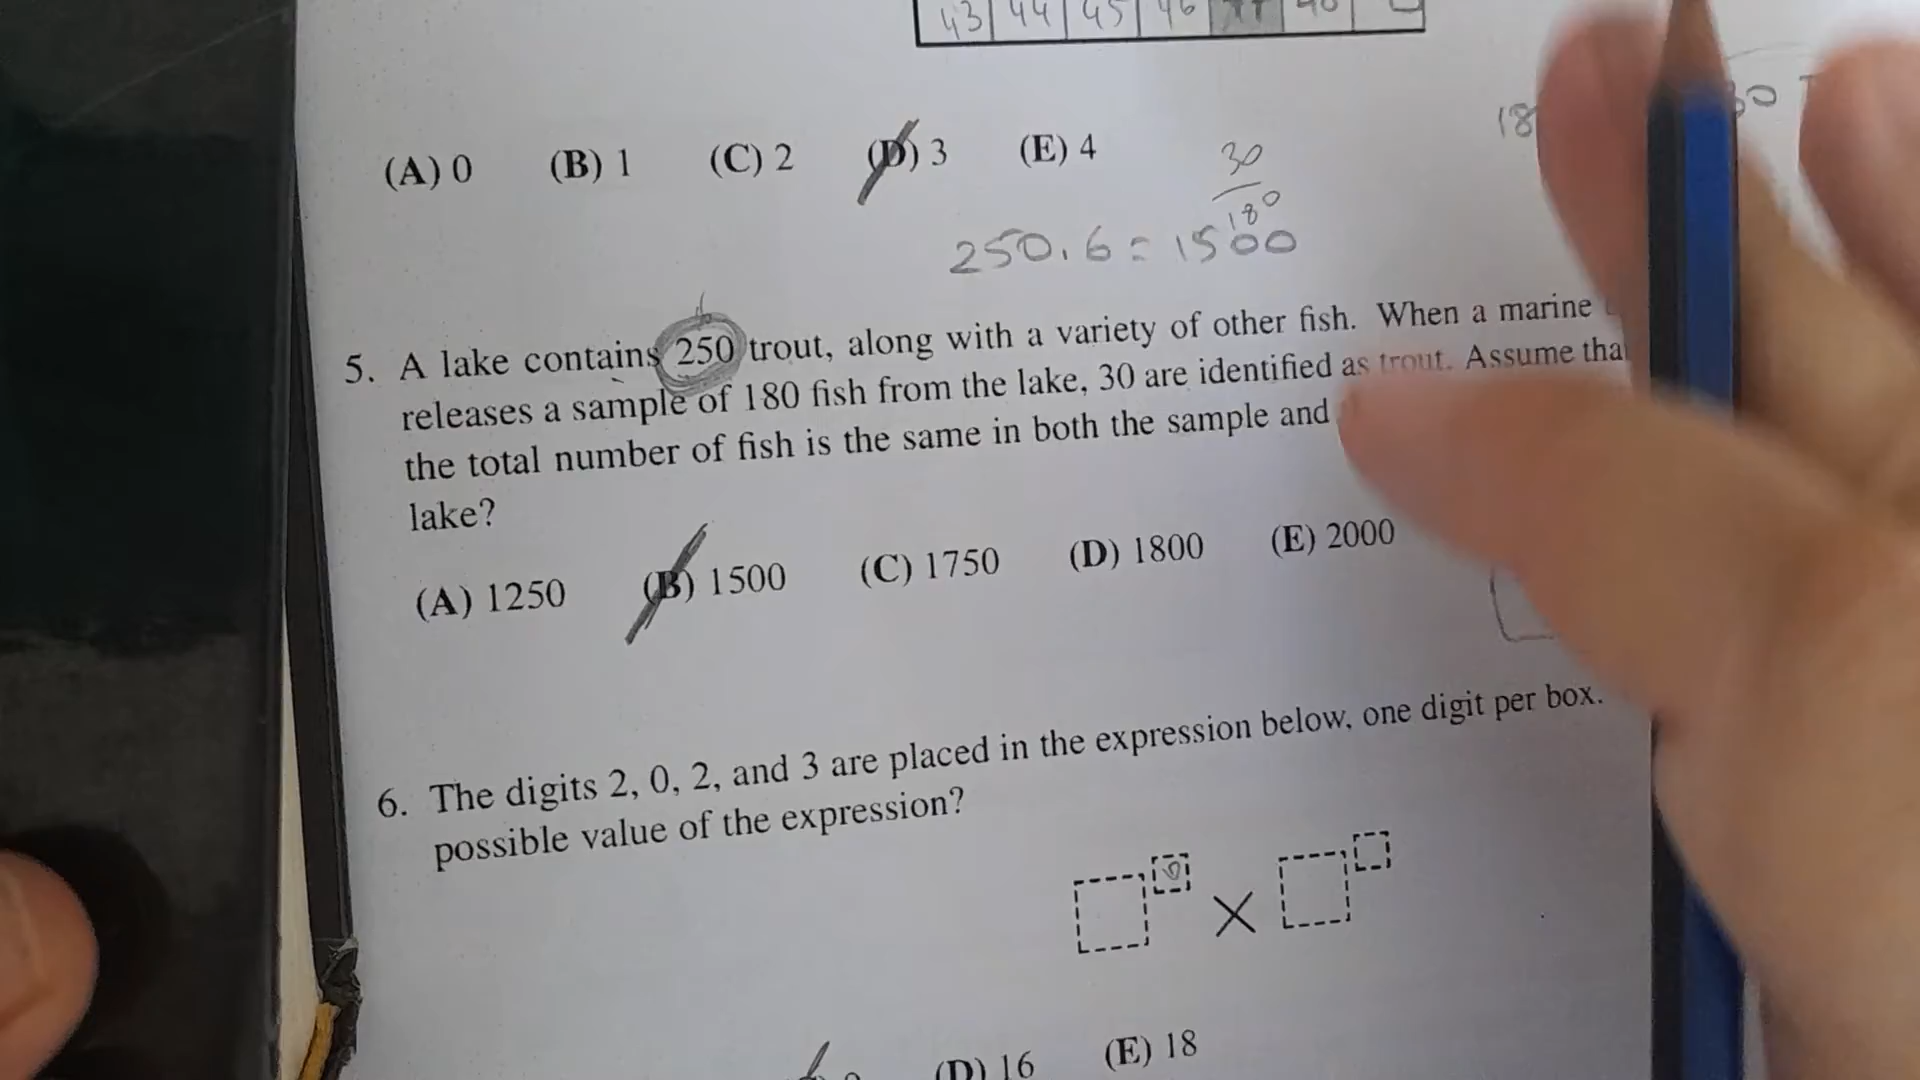 43 44 45 46
18
30
(A) 0 (B) 1 (C) 2 (D) 3 (E) 4
30
180
250.6=1500
5. A lake contains 250 trout, along with a variety of other fish. When a marine
releases a sample of 180 fish from the lake, 30 are identified as trout. Assume
the total number of fish is the same in both the sample and
lake?
(A) 1250 (B) 1500 (C) 1750 (D) 1800 (E) 2000
6. The digits 2, 0, 2, and 3 are placed in the expression below, one digit per box.
possible value of the expression?
0
×
(D) 16 (E) 18